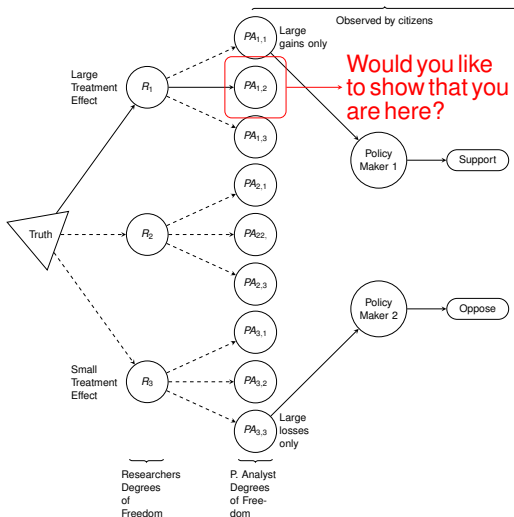 Observed by citizens
PA1,1
Large
gains only
Large
Treatment
Effect
R1
PA1,2
Would you like
to show that you
are here?
PA1,3
Policy
Maker 1
Support
PA2,1
Truth
R2
PA22,
PA2,3
Policy
Maker 2
Oppose
PA3,1
Small
Treatment
Effect
R3
PA3,2
PA3,3
Large
losses
only
Researchers
Degrees
of
Freedom
P. Analyst
Degrees
of Free-
dom